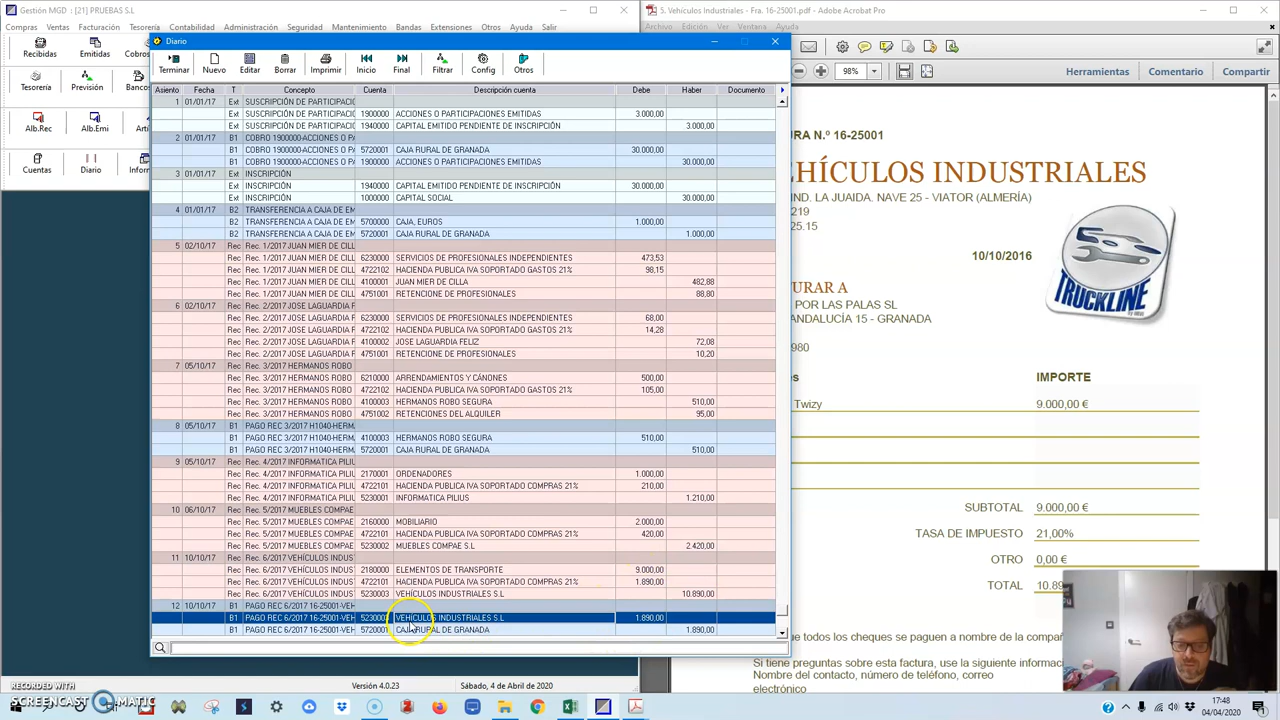 Gestión MGD : [21] PRUEBAS S.L
Compras Ventas Facturación Tesorería Contabilidad Administración Seguridad Mantenimiento Bandas Extensiones Otros Ayuda Salir
Recibidas Emitidas Cobros
Tesorería Previsión Bancos
Alb.Rec Alb.Emi
Cuentas Diario
Diario
Terminar Nuevo Editar Borrar Imprimir Inicio Final Filtrar Config Otros
Asiento Fecha T Concepto Cuenta Descripción cuenta Debe Haber Documento
1 01/01/17 Ext SUSCRIPCIÓN DE PARTICIPACIO
Ext SUSCRIPCIÓN DE PARTICIPACI 1900000 ACCIONES O PARTICIPACIONES EMITIDAS 3.000,00
Ext SUSCRIPCIÓN DE PARTICIPACI 1940000 CAPITAL EMITIDO PENDIENTE DE INSCRIPCIÓN 3.000,00
2 01/01/17 B1 COBRO 1900000-ACCIONES O PA
B1 COBRO 1900000-ACCIONES O P 5720001 CAJA RURAL DE GRANADA 30.000,00
B1 COBRO 1900000-ACCIONES O P 1900000 ACCIONES O PARTICIPACIONES EMITIDAS 30.000,00
3 01/01/17 Ext INSCRIPCIÓN
Ext INSCRIPCIÓN 1940000 CAPITAL EMITIDO PENDIENTE DE INSCRIPCIÓN 30.000,00
Ext INSCRIPCIÓN 1000000 CAPITAL SOCIAL 30.000,00
4 01/01/17 B2 TRANSFERENCIA A CAJA DE EM
B2 TRANSFERENCIA A CAJA DE EM 5700000 CAJA, EUROS 1.000,00
B2 TRANSFERENCIA A CAJA DE EM 5720001 CAJA RURAL DE GRANADA 1.000,00
5 02/10/17 Rec Rec. 1/2017 JUAN MIER DE CILL
Rec Rec. 1/2017 JUAN MIER DE CILL 6230000 SERVICIOS DE PROFESIONALES INDEPENDIENTES 473,53
Rec Rec. 1/2017 JUAN MIER DE CILL 4722102 HACIENDA PUBLICA IVA SOPORTADO GASTOS 21% 98,15
Rec Rec. 1/2017 JUAN MIER DE CILL 4100001 JUAN MIER DE CILLA 482,88
Rec Rec. 1/2017 JUAN MIER DE CILL 4751001 RETENCIONE DE PROFESIONALES 88,80
6 02/10/17 Rec Rec. 2/2017 JOSE LAGUARDIA F
Rec Rec. 2/2017 JOSE LAGUARDIA F 6230000 SERVICIOS DE PROFESIONALES INDEPENDIENTES 68,00
Rec Rec. 2/2017 JOSE LAGUARDIA F 4722102 HACIENDA PUBLICA IVA SOPORTADO GASTOS 21% 14,28
Rec Rec. 2/2017 JOSE LAGUARDIA F 4100002 JOSE LAGUARDIA FELIZ 72,08
Rec Rec. 2/2017 JOSE LAGUARDIA F 4751001 RETENCIONE DE PROFESIONALES 10,20
7 05/10/17 Rec Rec. 3/2017 HERMANOS ROBO
Rec Rec. 3/2017 HERMANOS ROBO 6210000 ARRENDAMIENTOS Y CÁNONES 500,00
Rec Rec. 3/2017 HERMANOS ROBO 4722102 HACIENDA PUBLICA IVA SOPORTADO GASTOS 21% 105,00
Rec Rec. 3/2017 HERMANOS ROBO 4100003 HERMANOS ROBO SEGURA 510,00
Rec Rec. 3/2017 HERMANOS ROBO 4751002 RETENCIONES DEL ALQUILER 95,00
8 05/10/17 B1 PAGO REC 3/2017 H1040-HERM
B1 PAGO REC 3/2017 H1040-HERM 4100003 HERMANOS ROBO SEGURA 510,00
B1 PAGO REC 3/2017 H1040-HERM 5720001 CAJA RURAL DE GRANADA 510,00
9 05/10/17 Rec Rec. 4/2017 INFORMATICA PILIU
Rec Rec. 4/2017 INFORMATICA PILIU 2170001 ORDENADORES 1.000,00
Rec Rec. 4/2017 INFORMATICA PILIU 4722101 HACIENDA PUBLICA IVA SOPORTADO COMPRAS 21% 210,00
Rec Rec. 4/2017 INFORMATICA PILIU 5230001 INFORMATICA PILIUS 1.210,00
10 06/10/17 Rec Rec. 5/2017 MUEBLES COMPAE
Rec Rec. 5/2017 MUEBLES COMPAE 2160000 MOBILIARIO 2.000,00
Rec Rec. 5/2017 MUEBLES COMPAE 4722101 HACIENDA PUBLICA IVA SOPORTADO COMPRAS 21% 420,00
Rec Rec. 5/2017 MUEBLES COMPAE 5230002 MUEBLES COMPAE S.L 2.420,00
11 10/10/17 Rec Rec. 6/2017 VEHÍCULOS INDUS
Rec Rec. 6/2017 VEHÍCULOS INDUS 2180000 ELEMENTOS DE TRANSPORTE 9.000,00
Rec Rec. 6/2017 VEHÍCULOS INDUS 4722101 HACIENDA PUBLICA IVA SOPORTADO COMPRAS 21% 1.890,00
Rec Rec. 6/2017 VEHÍCULOS INDUS 5230003 VEHÍCULOS INDUSTRIALES S.L 10.890,00
12 10/10/17 B1 PAGO REC 6/2017 16-25001-VEH
B1 PAGO REC 6/2017 16-25001-VEH 5230003 VEHÍCULOS INDUSTRIALES S.L 1.890,00
B1 PAGO REC 6/2017 16-25001-VEH 5720001 CAJA RURAL DE GRANADA 1.890,00
Versión 4.0.23 Sábado, 4 de Abril de 2020
5. Vehículos Industriales - Fra. 16-25001.pdf - Adobe Acrobat Pro
Archivo Edición Ver Ventana Ayuda
98% Herramientas Comentario Compartir
URA N.º 16-25001
EHÍCULOS INDUSTRIALES
IND. LA JUAIDA. NAVE 25 - VIATOR (ALMERÍA)
219
25.15
10/10/2016
TRUCKLINE
URAR A
POR LAS PALAS SL
ANDALUCÍA 15 - GRANADA
980
es IMPORTE
Twizy 9.000,00 €
SUBTOTAL 9.000,00 €
TASA DE IMPUESTO 21,00%
OTRO 0,00 €
TOTAL 10.89
que todos los cheques se paguen a nombre de la compañ
Si tiene preguntas sobre esta factura, use la siguiente informac
Nombre del contacto, número de teléfono, correo
electrónico
RECORDED WITH
SCREENCAST MATIC
17:48
04/04/2020